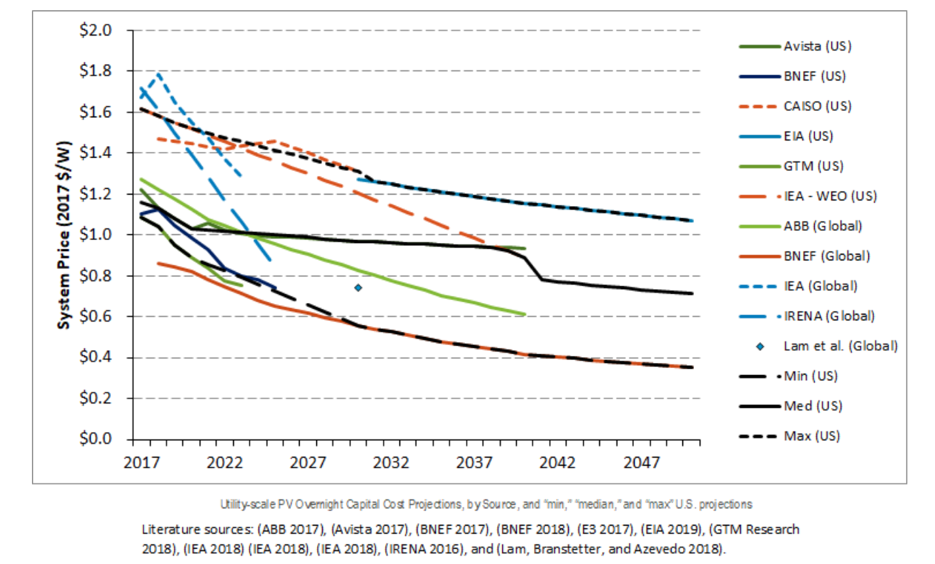 $2.0
$1.8
$1.6
$1.4
$1.2
$1.0
$0.8
$0.6
$0.4
$0.2
$0.0
System Price (2017 $/W)
2017 2022 2027 2032 2037 2042 2047
Avista (US)
BNEF (US)
CAISO (US)
EIA (US)
GTM (US)
IEA - WEO (US)
ABB (Global)
BNEF (Global)
IEA (Global)
IRENA (Global)
Lam et al. (Global)
Min (US)
Med (US)
Max (US)
Utility-scale PV Overnight Capital Cost Projections, by Source, and “min,” “median,” and “max” U.S. projections
Literature sources: (ABB 2017), (Avista 2017), (BNEF 2017), (BNEF 2018), (E3 2017), (EIA 2019), (GTM Research
2018), (IEA 2018) (IEA 2018), (IEA 2018), (IRENA 2016), and (Lam, Branstetter, and Azevedo 2018).